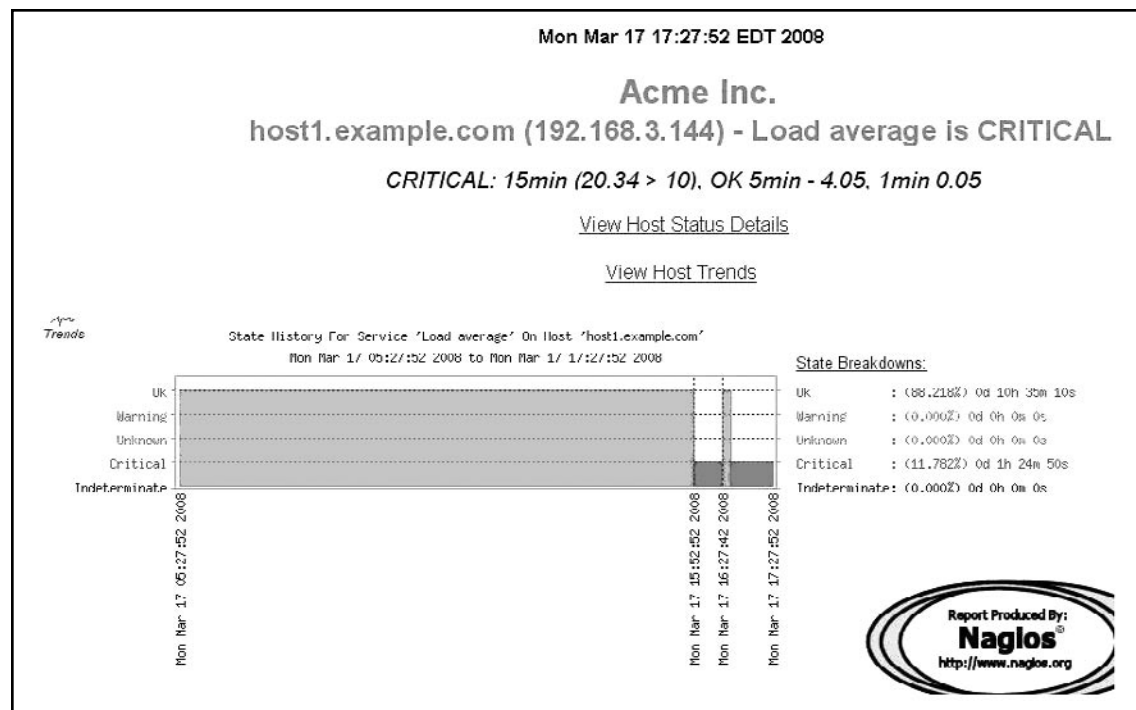 Mon Mar 17 17:27:52 EDT 2008
Acme Inc.
host1.example.com (192.168.3.144) - Load average is CRITICAL
CRITICAL: 15min (20.34 > 10), OK 5min - 4.05, 1min 0.05
View Host Status Details
View Host Trends
Trends
State History For Service 'Load average' On Host 'host1.example.com'
Mon Mar 17 05:27:52 2008 to Mon Mar 17 17:27:52 2008
State Breakdowns:
Ok
Warning
Unknown
Critical
Indeterminate
Ok : (88.218%) 0d 10h 35m 10s
Warning : (0.000%) 0d 0h 0m 0s
Unknown : (0.000%) 0d 0h 0m 0s
Critical : (11.782%) 0d 1h 24m 50s
Indeterminate: (0.000%) 0d 0h 0m 0s
Mon Mar 17 05:27:52 2008
Mon Mar 17 15:52:52 2008
Mon Mar 17 16:27:42 2008
Mon Mar 17 17:27:52 2008
Report Produced By:
Nagios®
http://www.nagios.org